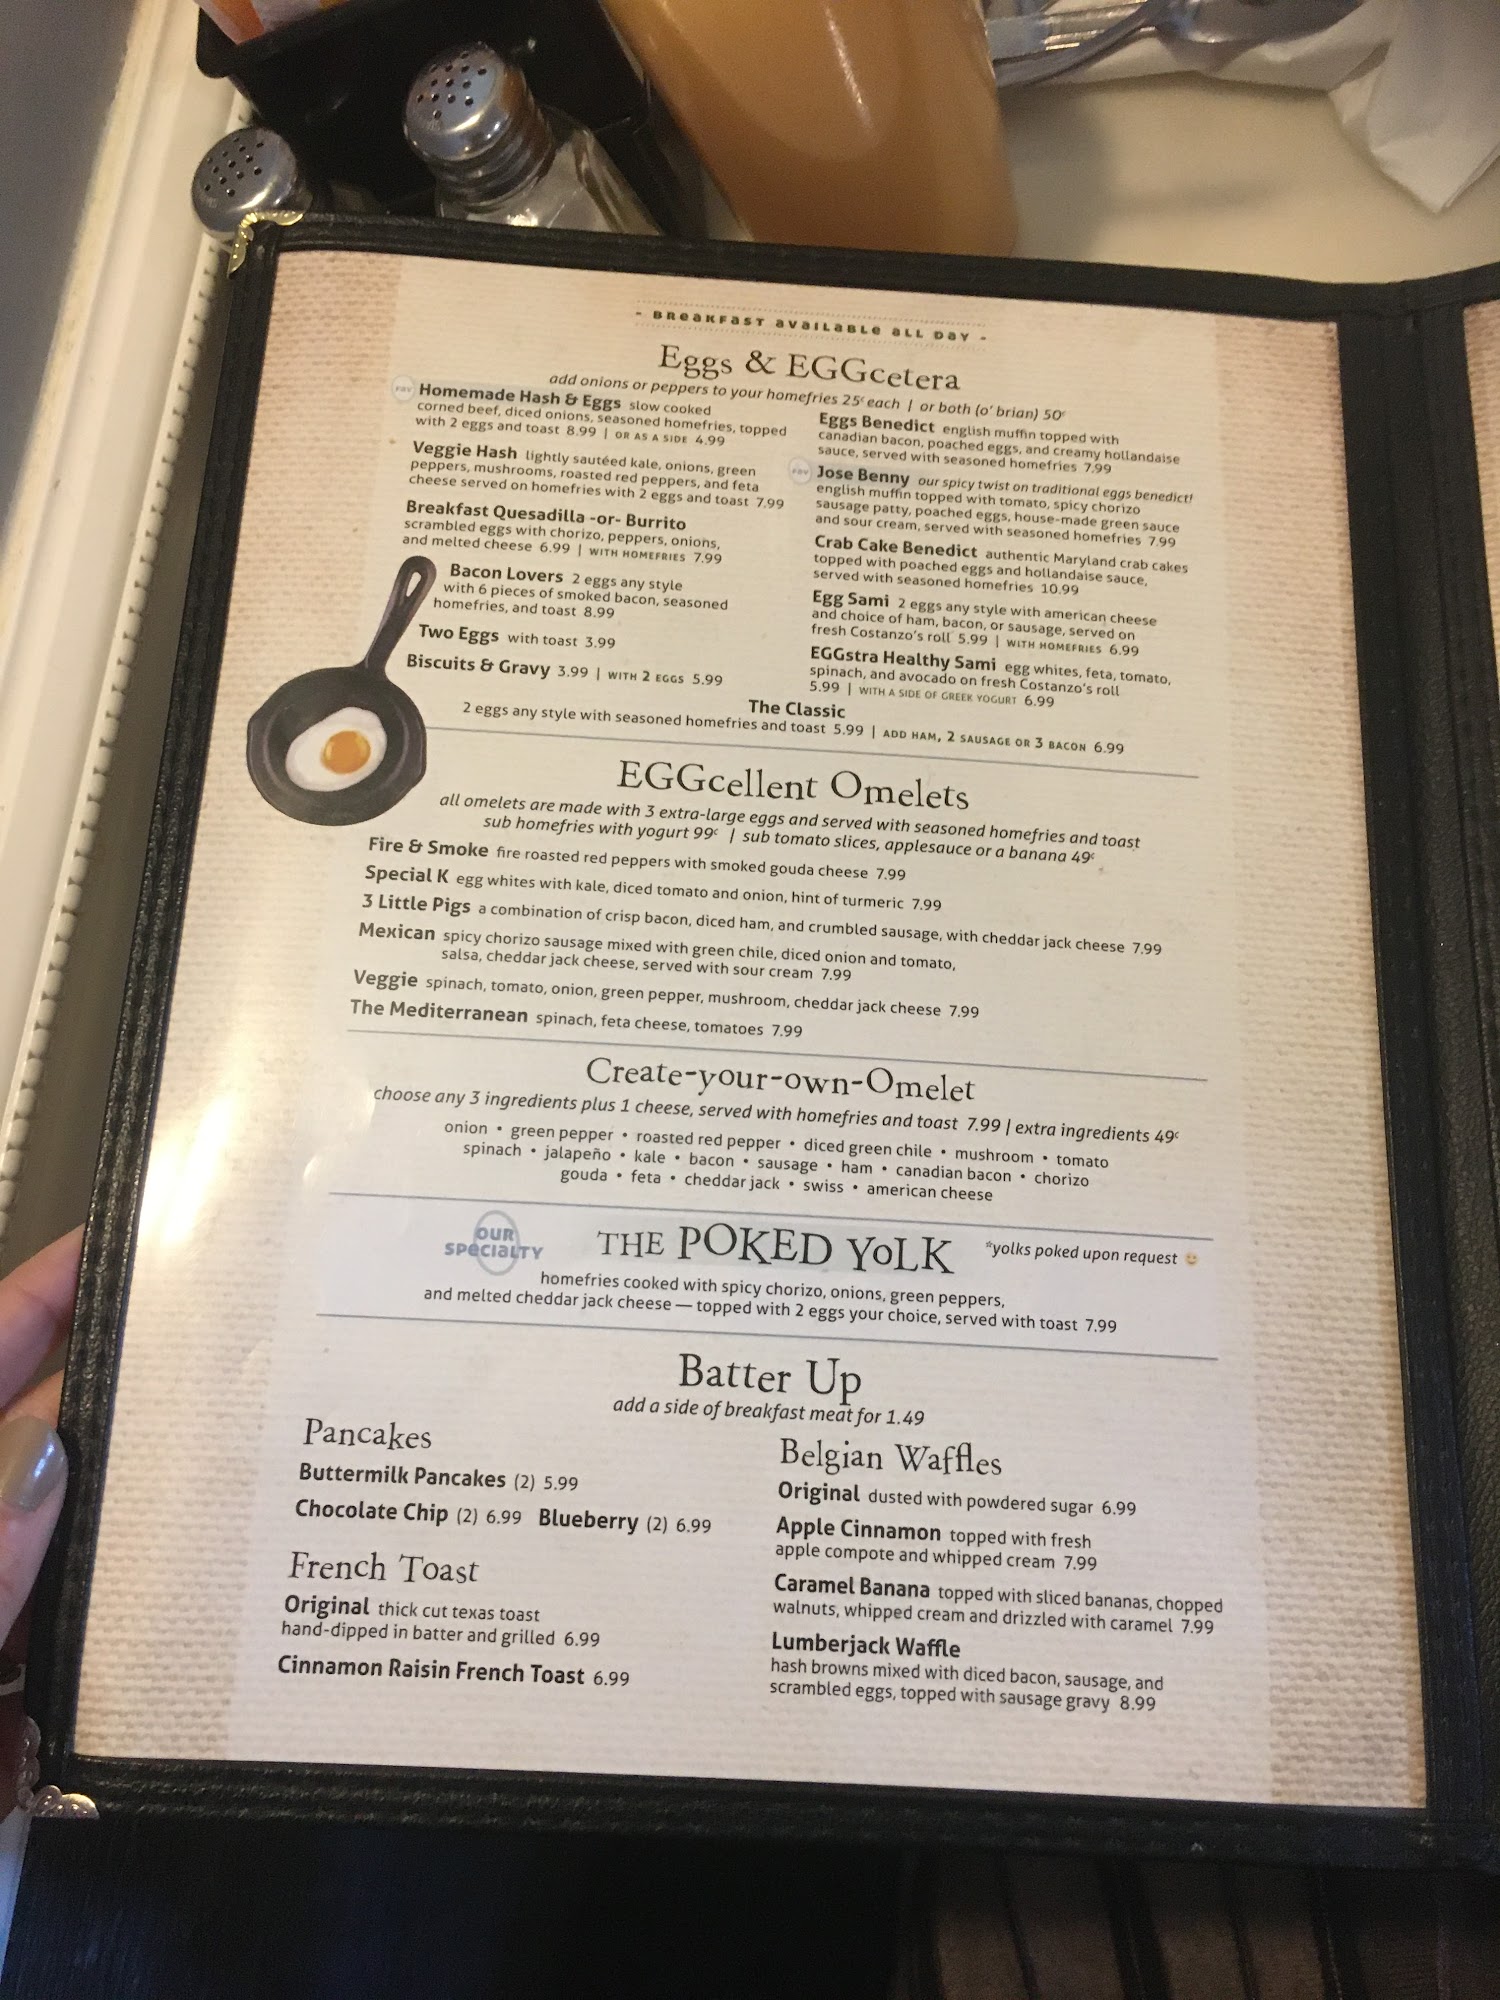 - BREAKFAST AVAILABLE ALL DAY -
Eggs & EGGcetera
add onions or peppers to your homefries 25¢ each | or both (o' brian) 50¢
FAV
Homemade Hash & Eggs slow cooked
corned beef, diced onions, seasoned homefries, topped
with 2 eggs and toast 8.99 | OR AS A SIDE 4.99
Veggie Hash lightly sautéed kale, onions, green
peppers, mushrooms, roasted red peppers, and feta
cheese served on homefries with 2 eggs and toast 7.99
Breakfast Quesadilla -or- Burrito
scrambled eggs with chorizo, peppers, onions,
and melted cheese 6.99 | WITH HOMEFRIES 7.99
Bacon Lovers 2 eggs any style
with 6 pieces of smoked bacon, seasoned
homefries, and toast 8.99
Two Eggs with toast 3.99
Biscuits & Gravy 3.99 | WITH 2 EGGS 5.99
Eggs Benedict english muffin topped with
canadian bacon, poached eggs, and creamy hollandaise
sauce, served with seasoned homefries 7.99
FAV
Jose Benny our spicy twist on traditional eggs benedict!
english muffin topped with tomato, spicy chorizo
sausage patty, poached eggs, house-made green sauce
and sour cream, served with seasoned homefries 7.99
Crab Cake Benedict authentic Maryland crab cakes
topped with poached eggs and hollandaise sauce,
served with seasoned homefries 10.99
Egg Sami 2 eggs any style with american cheese
and choice of ham, bacon, or sausage, served on
fresh Costanzo's roll 5.99 | WITH HOMEFRIES 6.99
EGGstra Healthy Sami egg whites, feta, tomato,
spinach, and avocado on fresh Costanzo's roll
5.99 | WITH A SIDE OF GREEK YOGURT 6.99
The Classic
2 eggs any style with seasoned homefries and toast 5.99 | ADD HAM, 2 SAUSAGE OR 3 BACON 6.99
EGGcellent Omelets
all omelets are made with 3 extra-large eggs and served with seasoned homefries and toast
sub homefries with yogurt 99¢ | sub tomato slices, applesauce or a banana 49¢
Fire & Smoke fire roasted red peppers with smoked gouda cheese 7.99
Special K egg whites with kale, diced tomato and onion, hint of turmeric 7.99
3 Little Pigs a combination of crisp bacon, diced ham, and crumbled sausage, with cheddar jack cheese 7.99
Mexican spicy chorizo sausage mixed with green chile, diced onion and tomato,
salsa, cheddar jack cheese, served with sour cream 7.99
Veggie spinach, tomato, onion, green pepper, mushroom, cheddar jack cheese 7.99
The Mediterranean spinach, feta cheese, tomatoes 7.99
Create-your-own-Omelet
choose any 3 ingredients plus 1 cheese, served with homefries and toast 7.99 | extra ingredients 49¢
onion • green pepper • roasted red pepper • diced green chile • mushroom • tomato
spinach • jalapeño • kale • bacon • sausage • ham • canadian bacon • chorizo
gouda • feta • cheddar jack • swiss • american cheese
OUR
SPECIALTY
THE POKED YoLK *yolks poked upon request 😊
homefries cooked with spicy chorizo, onions, green peppers,
and melted cheddar jack cheese — topped with 2 eggs your choice, served with toast 7.99
Batter Up
add a side of breakfast meat for 1.49
Pancakes
Buttermilk Pancakes (2) 5.99
Chocolate Chip (2) 6.99 Blueberry (2) 6.99
French Toast
Original thick cut texas toast
hand-dipped in batter and grilled 6.99
Cinnamon Raisin French Toast 6.99
Belgian Waffles
Original dusted with powdered sugar 6.99
Apple Cinnamon topped with fresh
apple compote and whipped cream 7.99
Caramel Banana topped with sliced bananas, chopped
walnuts, whipped cream and drizzled with caramel 7.99
Lumberjack Waffle
hash browns mixed with diced bacon, sausage, and
scrambled eggs, topped with sausage gravy 8.99